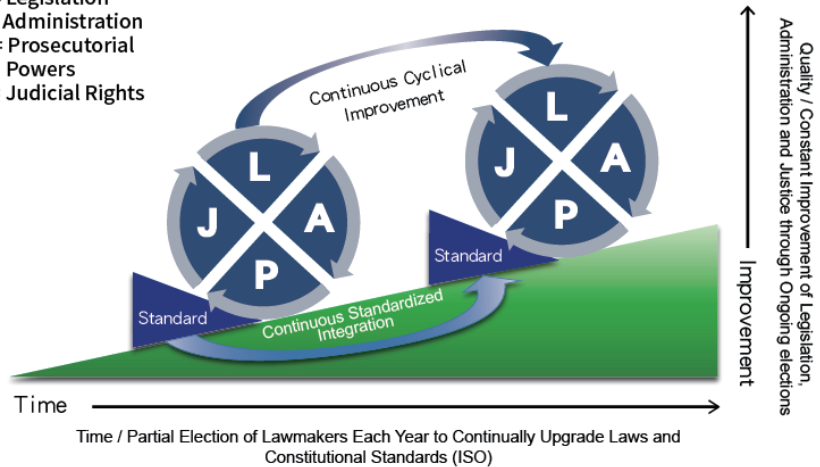 Legislation
Administration
= Prosecutorial
Powers
Judicial Rights
Continuous Cyclical
Improvement
L
A
P
J
L
A
P
J
Standard
Standard
Continuous Standardized
Integration
Improvement
Quality / Constant Improvement of Legislation,
Administration and Justice through Ongoing elections
Time
Time / Partial Election of Lawmakers Each Year to Continually Upgrade Laws and
Constitutional Standards (ISO)